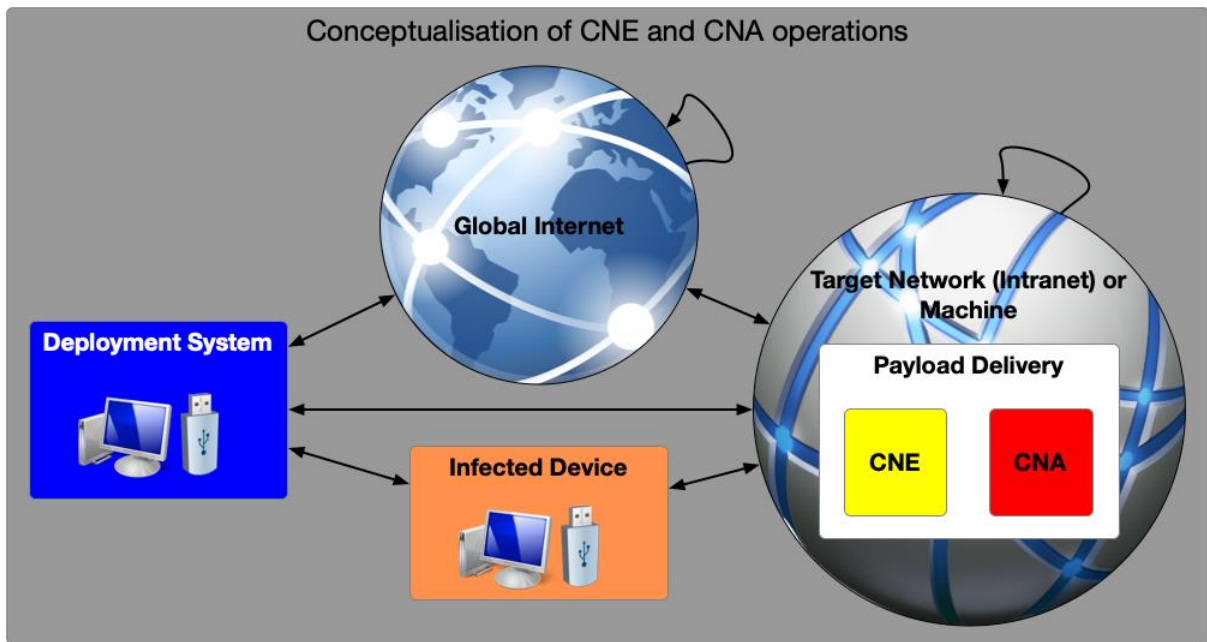 Conceptualisation of CNE and CNA operations
Global Internet
Target Network (Intranet) or
Machine
Deployment System
Payload Delivery
CNE
CNA
Infected Device